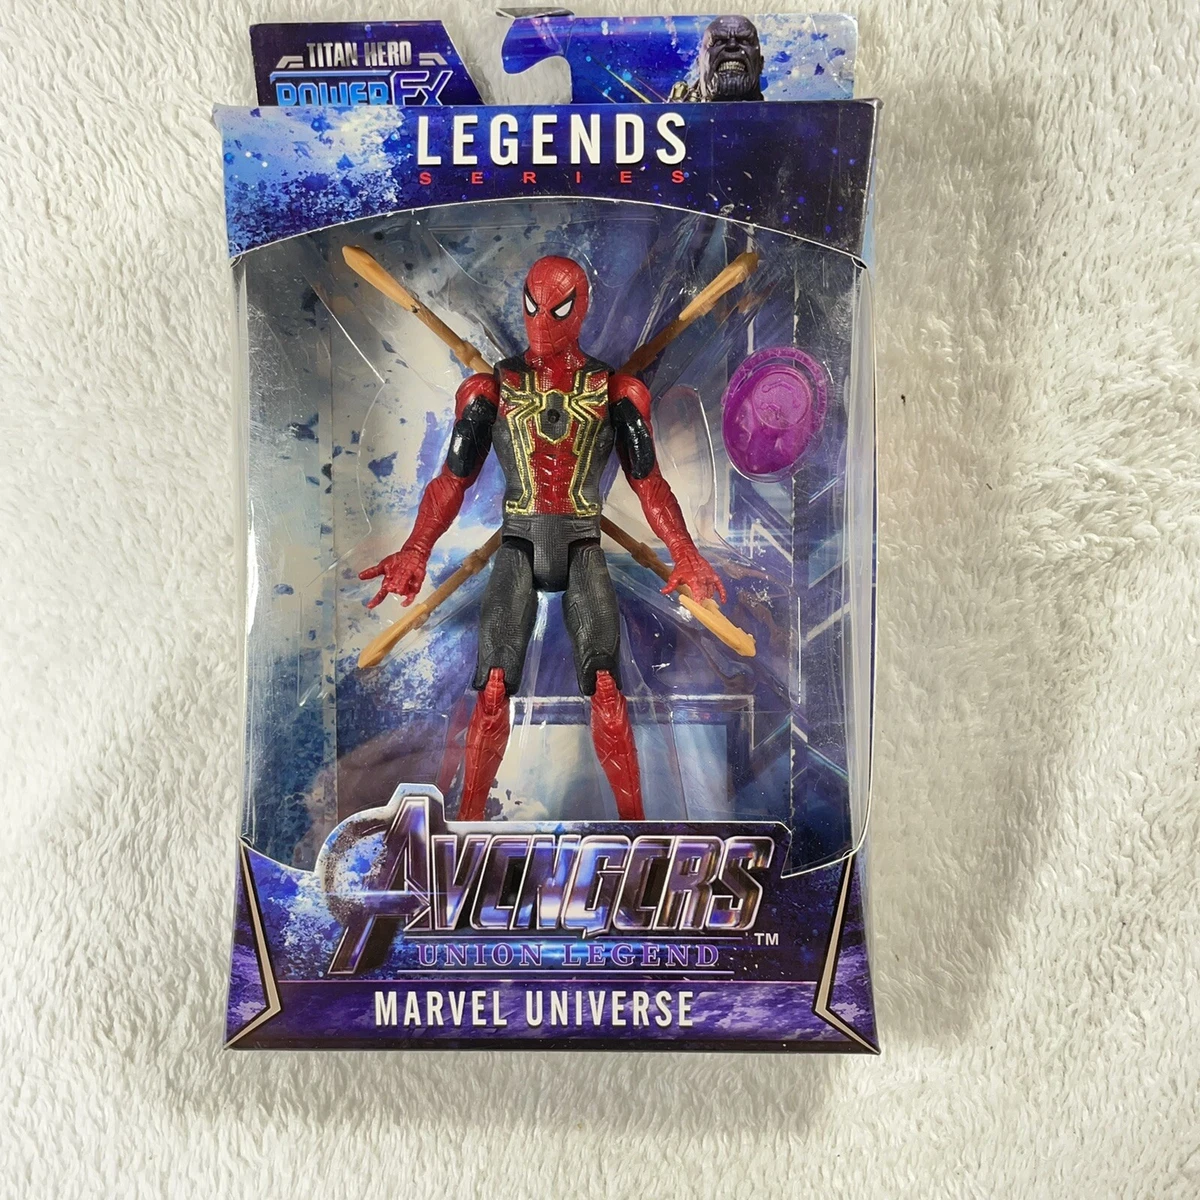 TITAN HERO
POWER FX
LEGENDS
SERIES
AVENGERS
TM
UNION LEGEND
MARVEL UNIVERSE